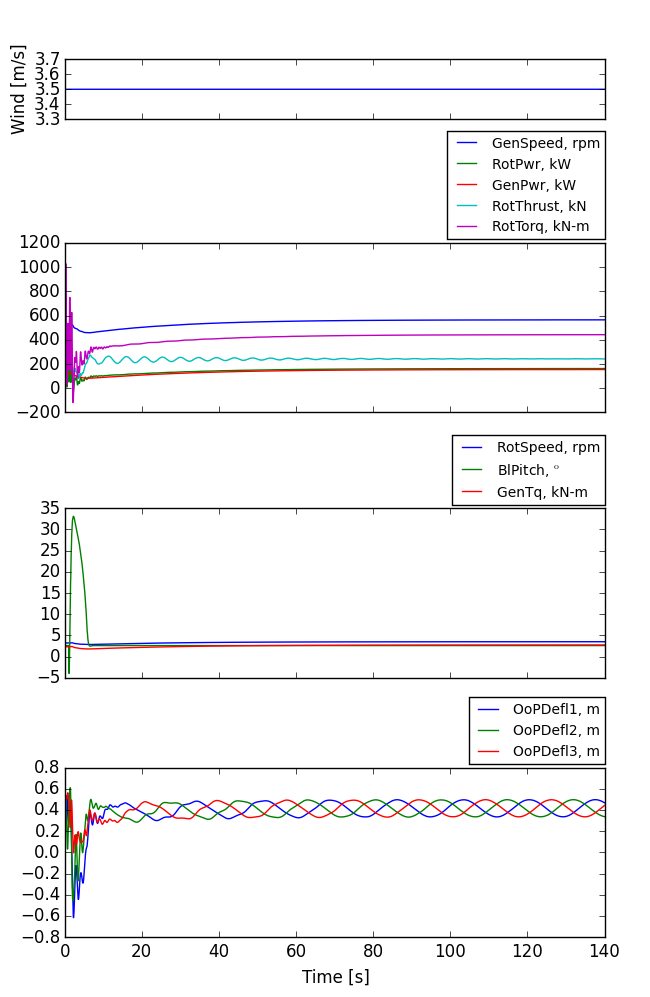 Wind [m/s]
3.7
3.6
3.5
3.4
3.3
GenSpeed, rpm
RotPwr, kW
GenPwr, kW
RotThrust, kN
RotTorq, kN-m
1200
1000
800
600
400
200
0
−200
RotSpeed, rpm
BlPitch, °
GenTq, kN-m
35
30
25
20
15
10
5
0
−5
OoPDefl1, m
OoPDefl2, m
OoPDefl3, m
0.8
0.6
0.4
0.2
0.0
−0.2
−0.4
−0.6
−0.8
0 20 40 60 80 100 120 140
Time [s]